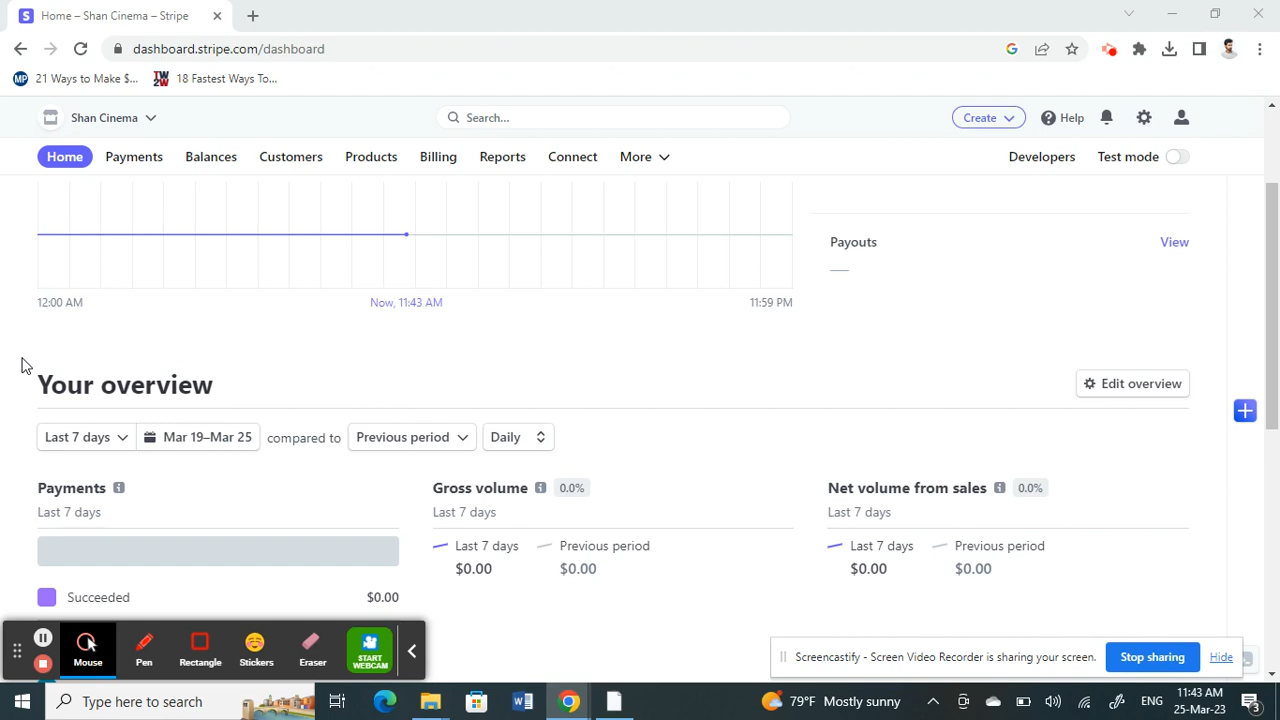 Home – Shan Cinema – Stripe
dashboard.stripe.com/dashboard
MP 21 Ways to Make $... TW2W 18 Fastest Ways To...
Shan Cinema Search... Create Help
Home Payments Balances Customers Products Billing Reports Connect More Developers Test mode
Payouts View
12:00 AM Now, 11:43 AM 11:59 PM
Your overview Edit overview
Last 7 days Mar 19–Mar 25 compared to Previous period Daily
Payments Gross volume 0.0% Net volume from sales 0.0%
Last 7 days Last 7 days Last 7 days
Last 7 days Previous period Last 7 days Previous period
$0.00 $0.00 $0.00 $0.00
Succeeded $0.00
Mouse Pen Rectangle Stickers Eraser START WEBCAM
Screencastify - Screen Video Recorder is sharing your screen. Stop sharing Hide
Type here to search 79°F Mostly sunny ENG 11:43 AM
25-Mar-23 3